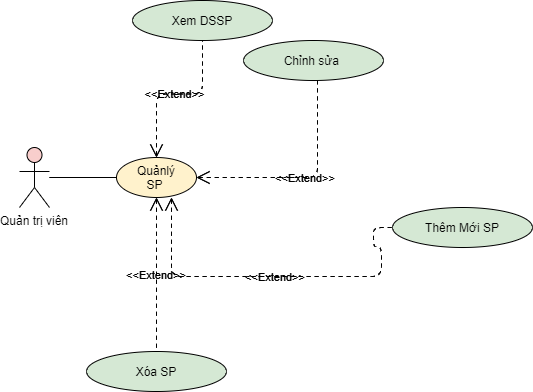 Xem DSSP
Chỉnh sửa
<<Extend>>
Quảnlý
SP
<<Extend>>
Quản trị viên
Thêm Mới SP
<<Extend>>
<<Extend>>
Xóa SP